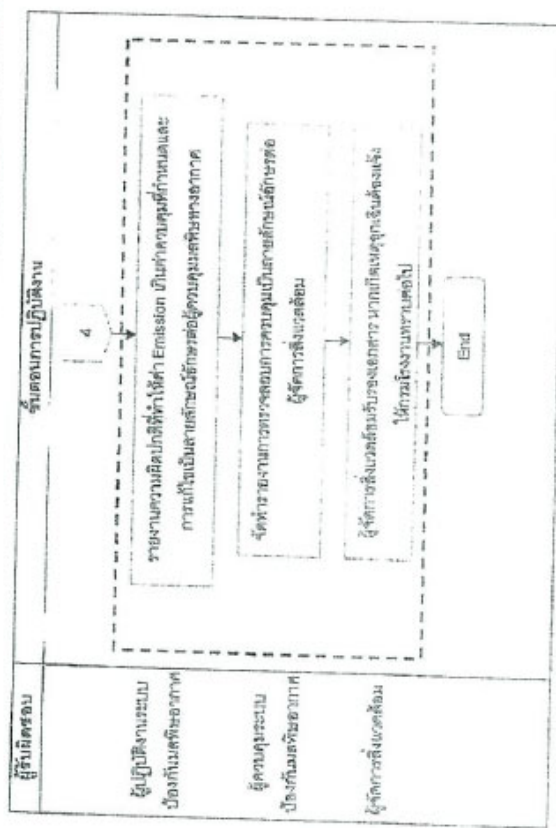 ผู้รับผิดชอบ
ขั้นตอนการปฏิบัติงาน
4
ผู้ปฏิบัติงานระบบ
ป้องกันมลพิษอากาศ
รายงานความผิดปกติที่ทำให้ค่า Emission เกินค่าควบคุมที่กำหนดและ
การแก้ไขเป็นลายลักษณ์อักษรต่อผู้ควบคุมมลพิษทางอากาศ
ผู้ควบคุมระบบ
ป้องกันมลพิษอากาศ
จัดทำรายงานการตรวจสอบการควบคุมเป็นลายลักษณ์อักษรต่อ
ผู้จัดการสิ่งแวดล้อม
ผู้จัดการสิ่งแวดล้อม
ผู้จัดการสิ่งแวดล้อมรับรองเอกสาร หากเกิดเหตุฉุกเฉินต้องแจ้ง
ให้กรมโรงงานทราบต่อไป
End